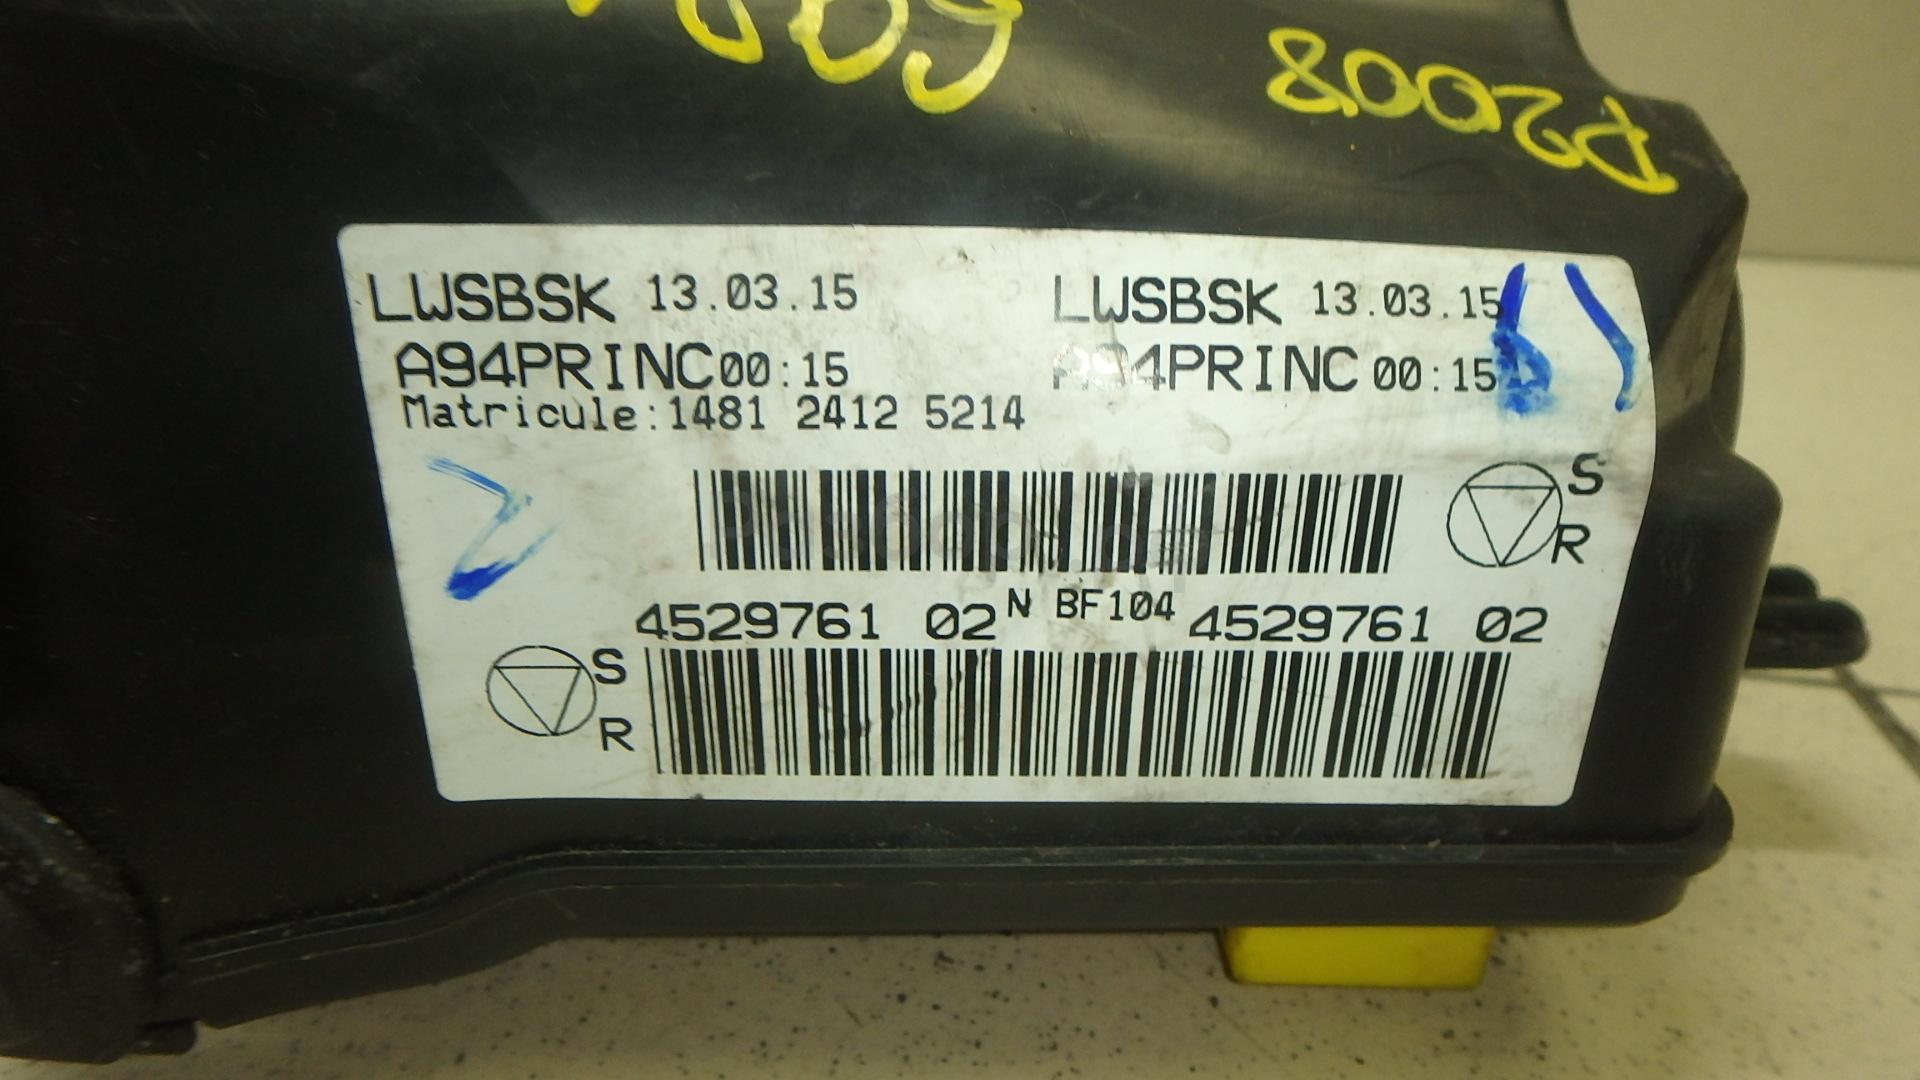 P2008
LWSBSK 13.03.15 LWSBSK 13.03.15
A94PRINC 00:15 A94PRINC 00:15
Matricule:1481 2412 5214
S
R
4529761 02 N BF104 4529761 02
S
R